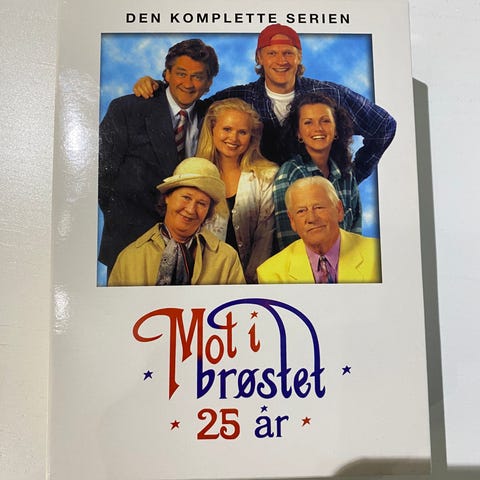 DEN KOMPLETTE SERIEN
Mot i
brøstet
25 år